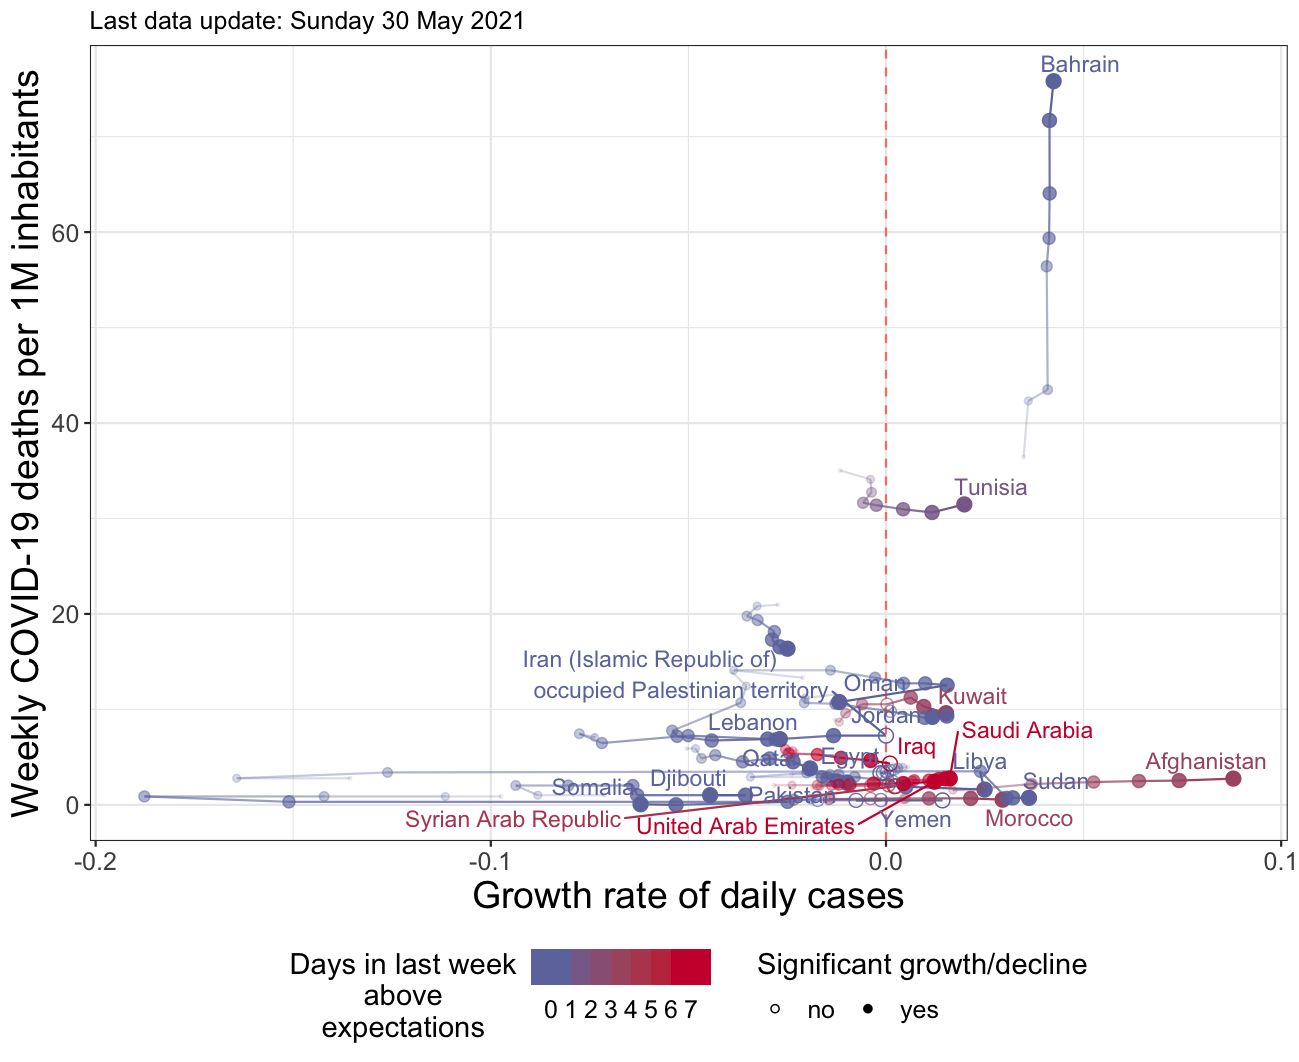 Last data update: Sunday 30 May 2021
Weekly COVID-19 deaths per 1M inhabitants
60
40
20
0
Bahrain
Tunisia
Iran (Islamic Republic of)
occupied Palestinian territory
Oman
Kuwait
Jordan
Lebanon
Saudi Arabia
Iraq
Qatar
Egypt
Libya
Afghanistan
Somalia
Djibouti
Sudan
Pakistan
Syrian Arab Republic
United Arab Emirates
Yemen
Morocco
-0.2
-0.1
0.0
0.1
Growth rate of daily cases
Days in last week
above
expectations
0 1 2 3 4 5 6 7
Significant growth/decline
no
yes